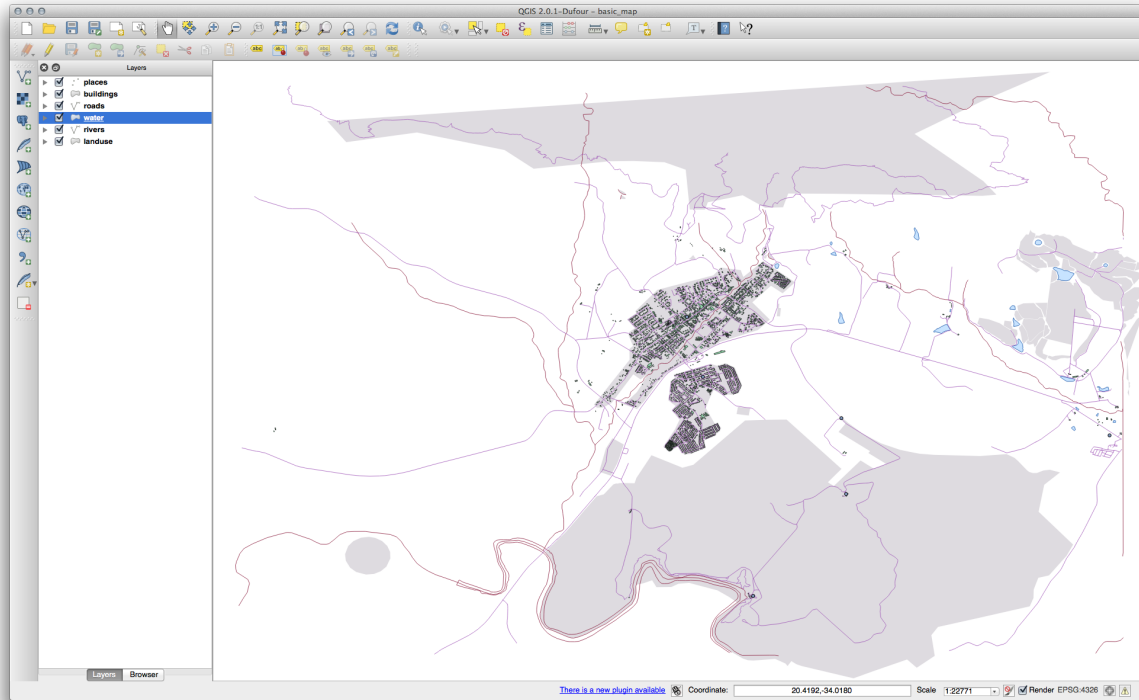 QGIS 2.0.1-Dufour – basic_map
Layers
places
buildings
roads
water
rivers
landuse
Layers
Browser
There is a new plugin available
Coordinate:
20.4192,-34.0180
Scale
1:22771
Render
EPSG:4326